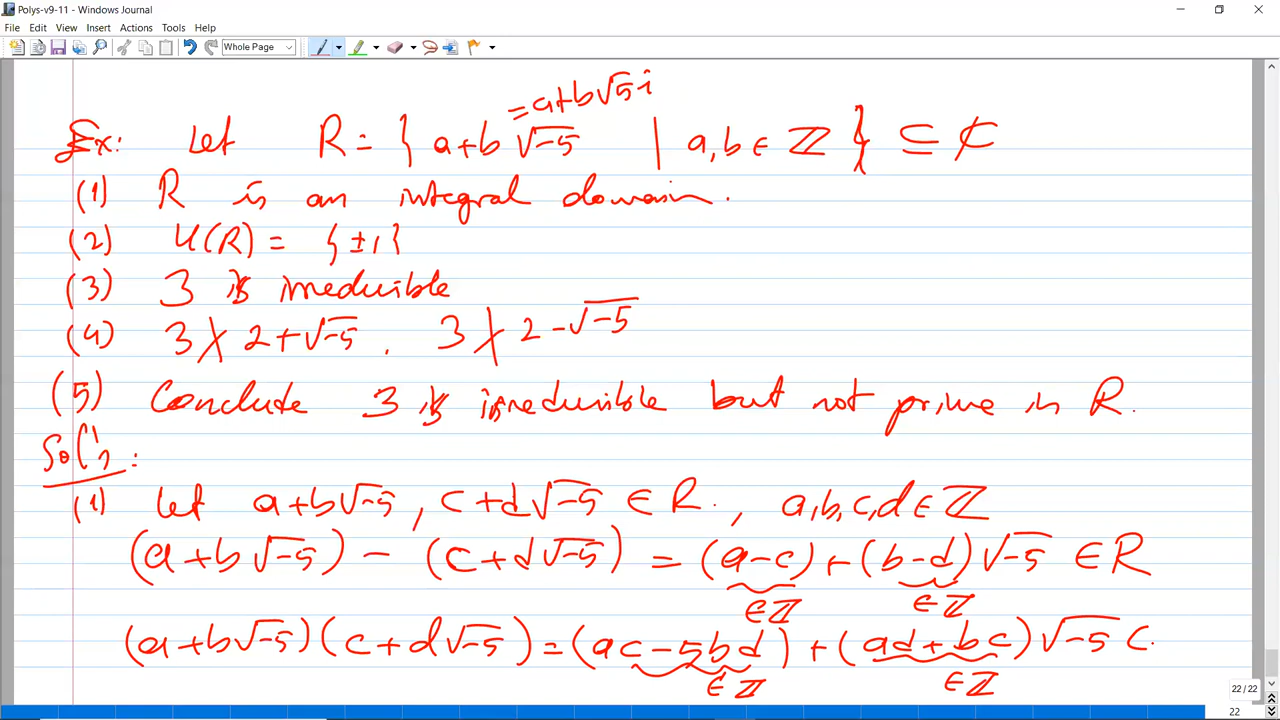 Polys-v9-11 - Windows Journal
File Edit View Insert Actions Tools Help
Whole Page
= a+b√5 i
Ex: Let R = { a+b √-5 | a,b ∈ ℤ } ⊆ ℂ
(1) R is an integral domain.
(2) U(R) = {±1}
(3) 3 is irreducible
(4) 3 ∤ 2+√-5 , 3 ∤ 2-√-5
(5) Conclude 3 is irreducible but not prime in R.
Sol'n:
(1) Let a+b√-5 , c+d√-5 ∈ R. , a,b,c,d ∈ ℤ
(a+b√-5) - (c+d√-5) = (a-c)+(b-d)√-5 ∈ R
∈ℤ ∈ℤ
(a+b√-5)(c+d√-5) = (ac-5bd) + (ad+bc)√-5
∈ℤ ∈ℤ
22/22
22